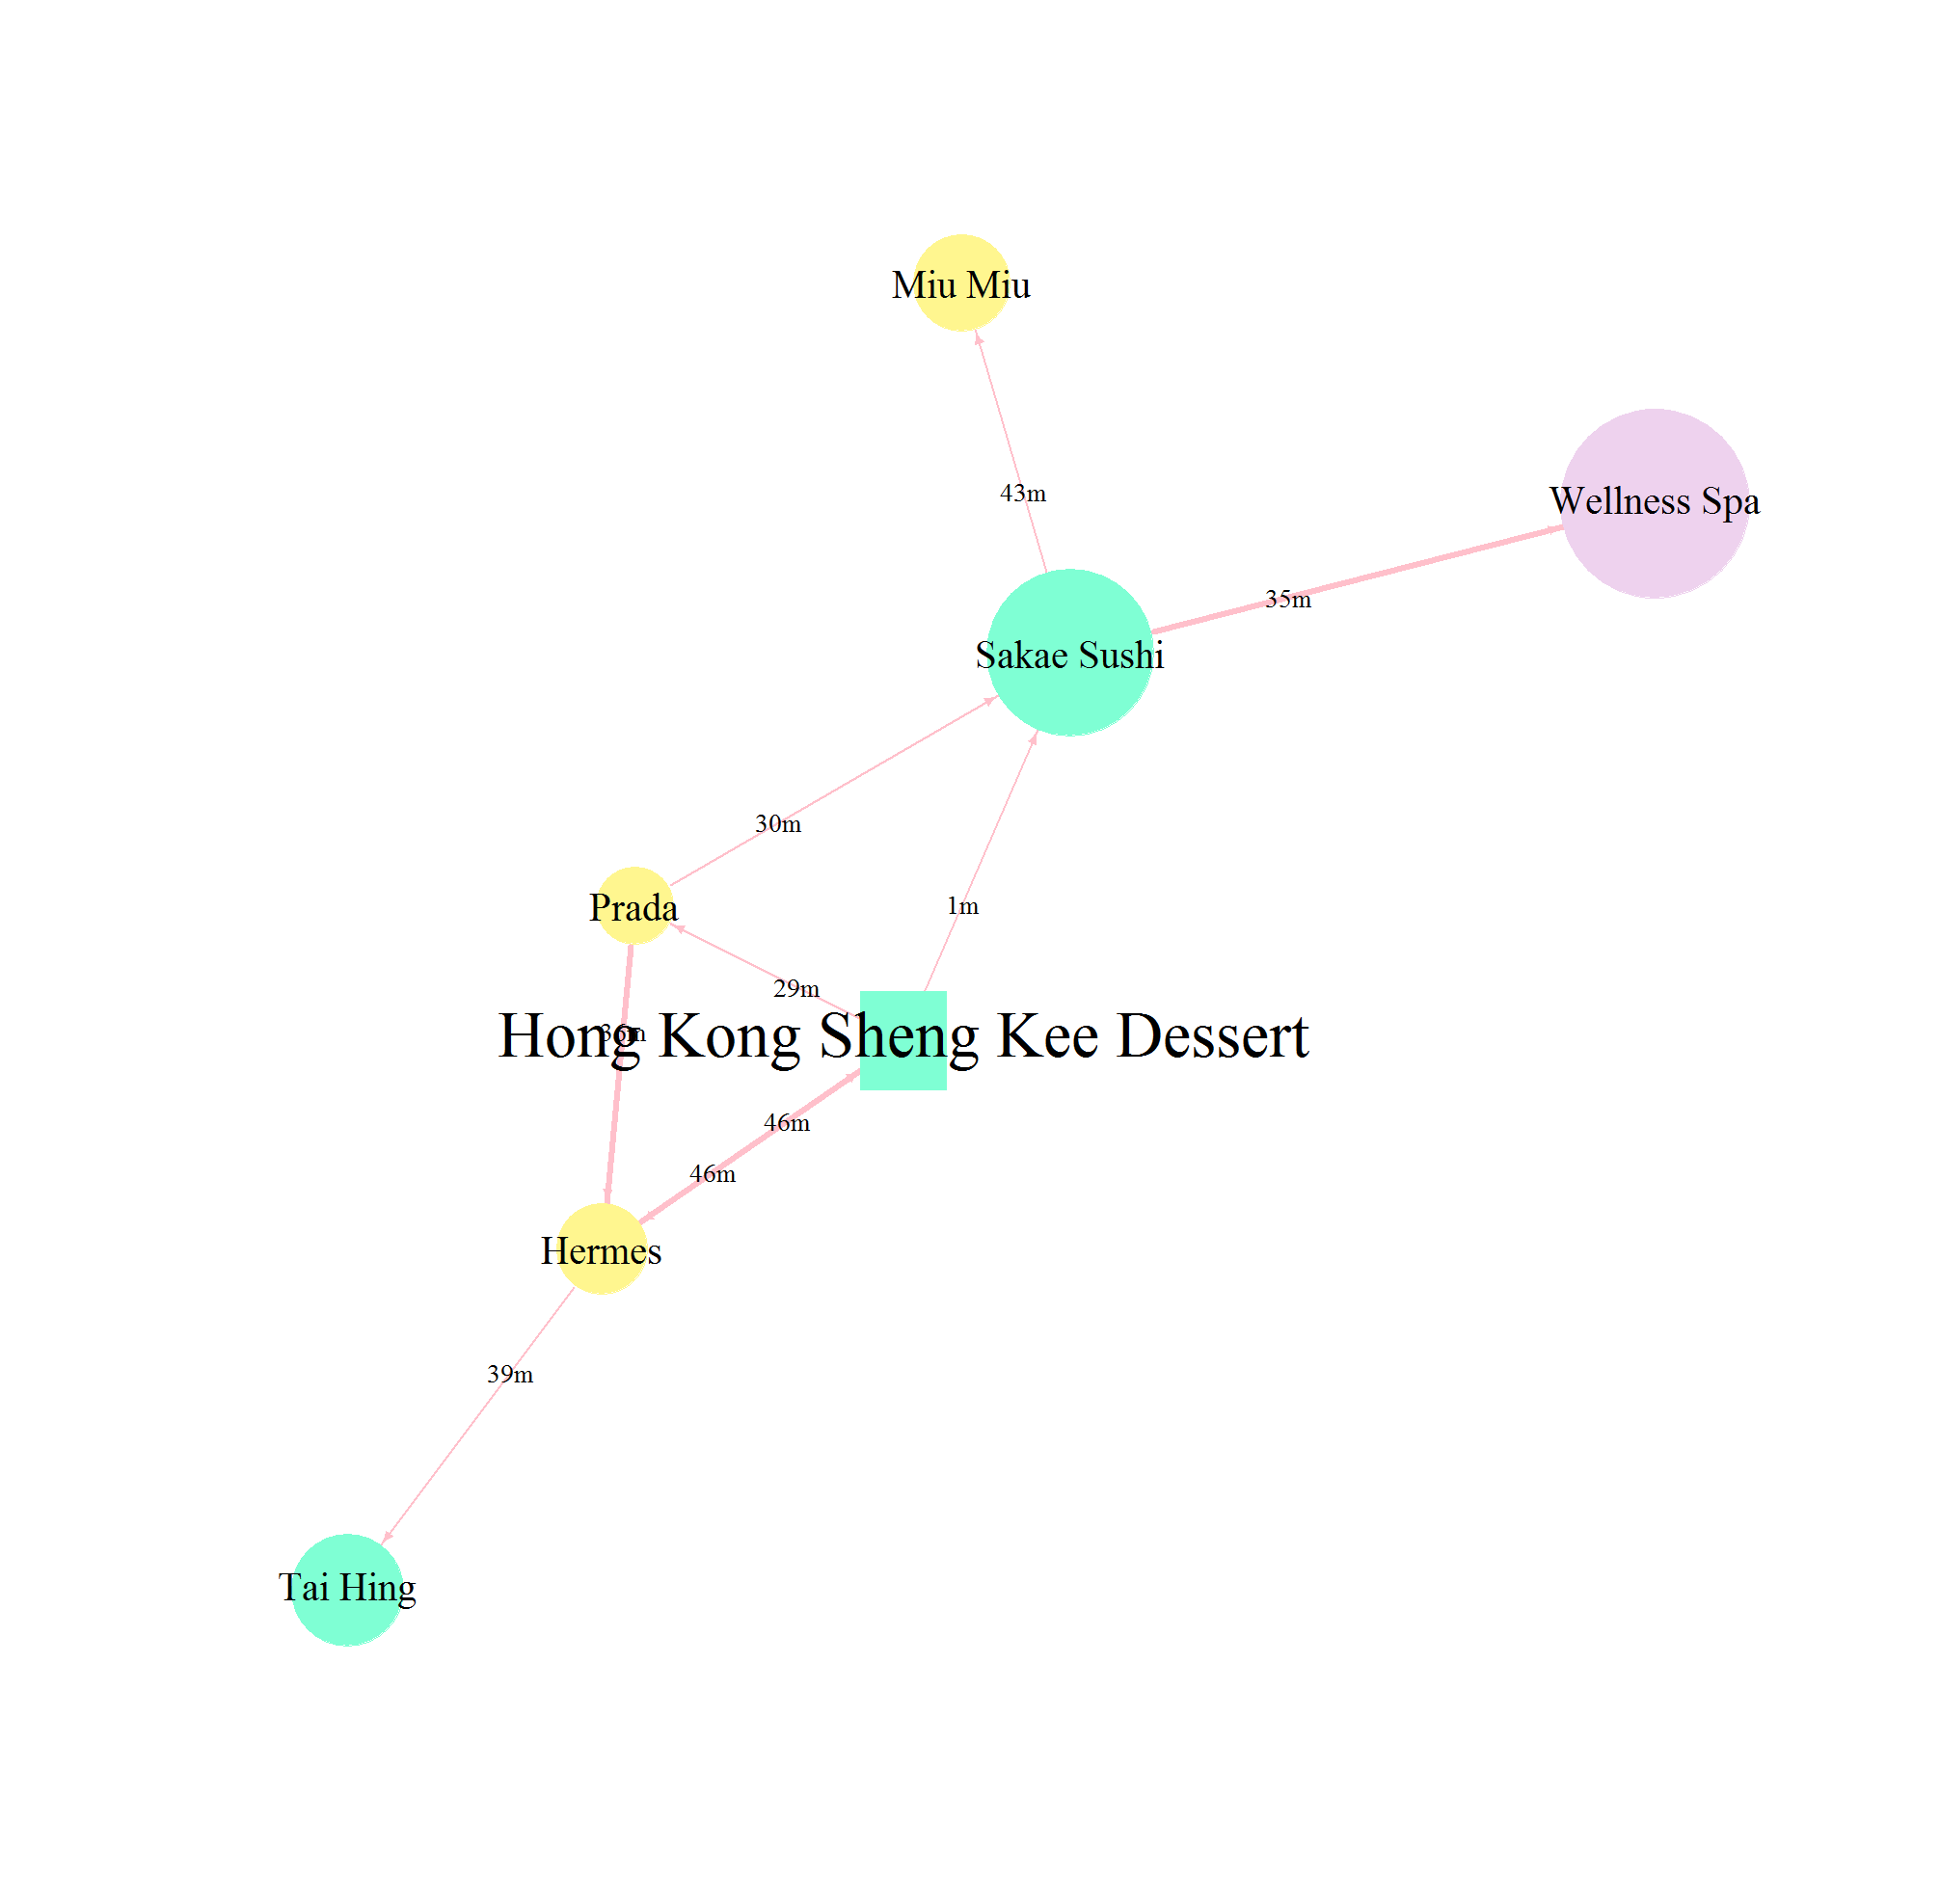 Miu Miu
43m
Wellness Spa
35m
Sakae Sushi
30m
1m
Prada
29m
Hong Kong Sheng Kee Dessert
46m
46m
Hermes
39m
Tai Hing